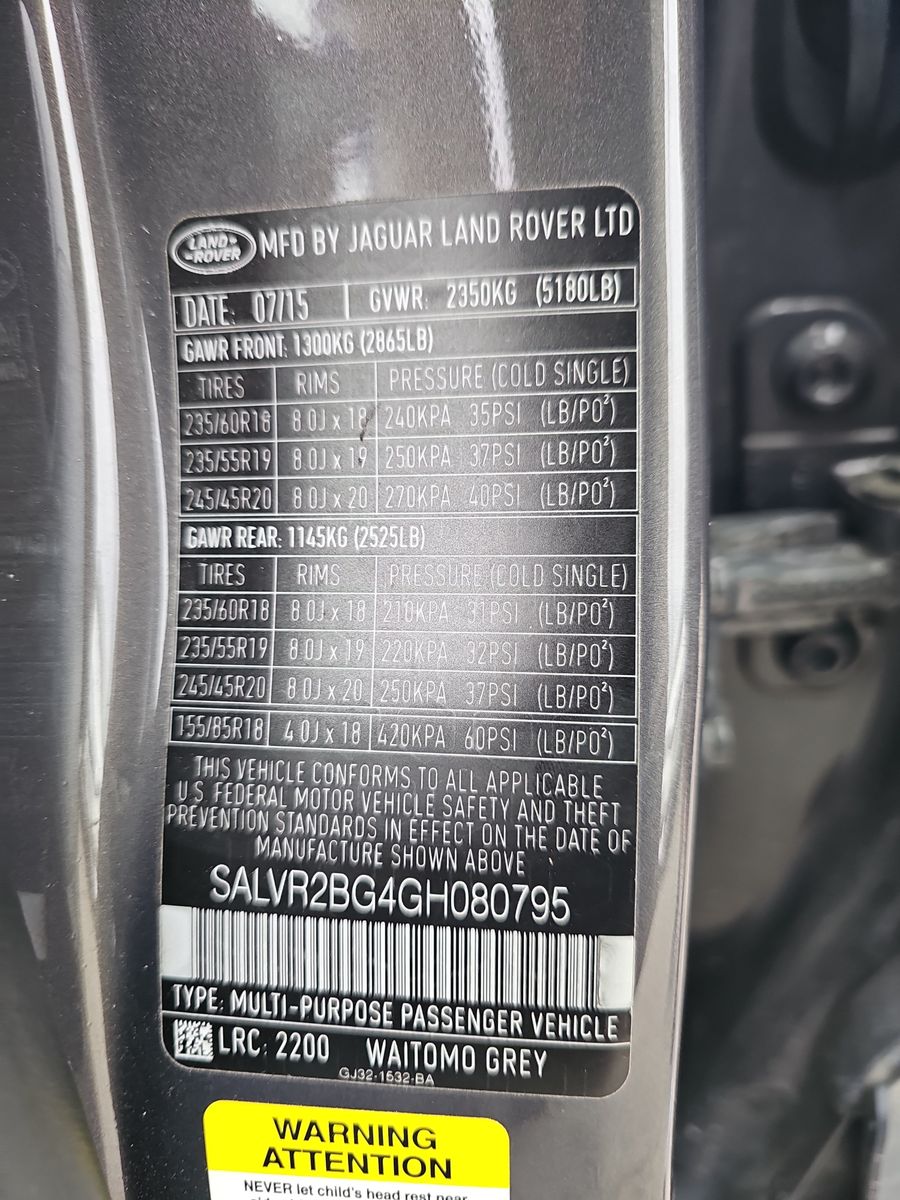 LAND ROVER MFD BY JAGUAR LAND ROVER LTD
DATE: 07/15 GVWR: 2350KG (5180LB)
GAWR FRONT: 1300KG (2865LB)
TIRES RIMS PRESSURE (COLD SINGLE)
235/60R18 8.0J x 18 240KPA 35PSI (LB/PO²)
235/55R19 8.0J x 19 250KPA 37PSI (LB/PO²)
245/45R20 8.0J x 20 270KPA 40PSI (LB/PO²)
GAWR REAR: 1145KG (2525LB)
TIRES RIMS PRESSURE (COLD SINGLE)
235/60R18 8.0J x 18 210KPA 31PSI (LB/PO²)
235/55R19 8.0J x 19 220KPA 32PSI (LB/PO²)
245/45R20 8.0J x 20 250KPA 37PSI (LB/PO²)
155/85R18 4.0J x 18 420KPA 60PSI (LB/PO²)
THIS VEHICLE CONFORMS TO ALL APPLICABLE
U.S. FEDERAL MOTOR VEHICLE SAFETY AND THEFT
PREVENTION STANDARDS IN EFFECT ON THE DATE OF
MANUFACTURE SHOWN ABOVE
SALVR2BG4GH080795
TYPE: MULTI-PURPOSE PASSENGER VEHICLE
LRC: 2200 WAITOMO GREY
GJ32-1532-BA
WARNING
ATTENTION
NEVER let child's head rest near